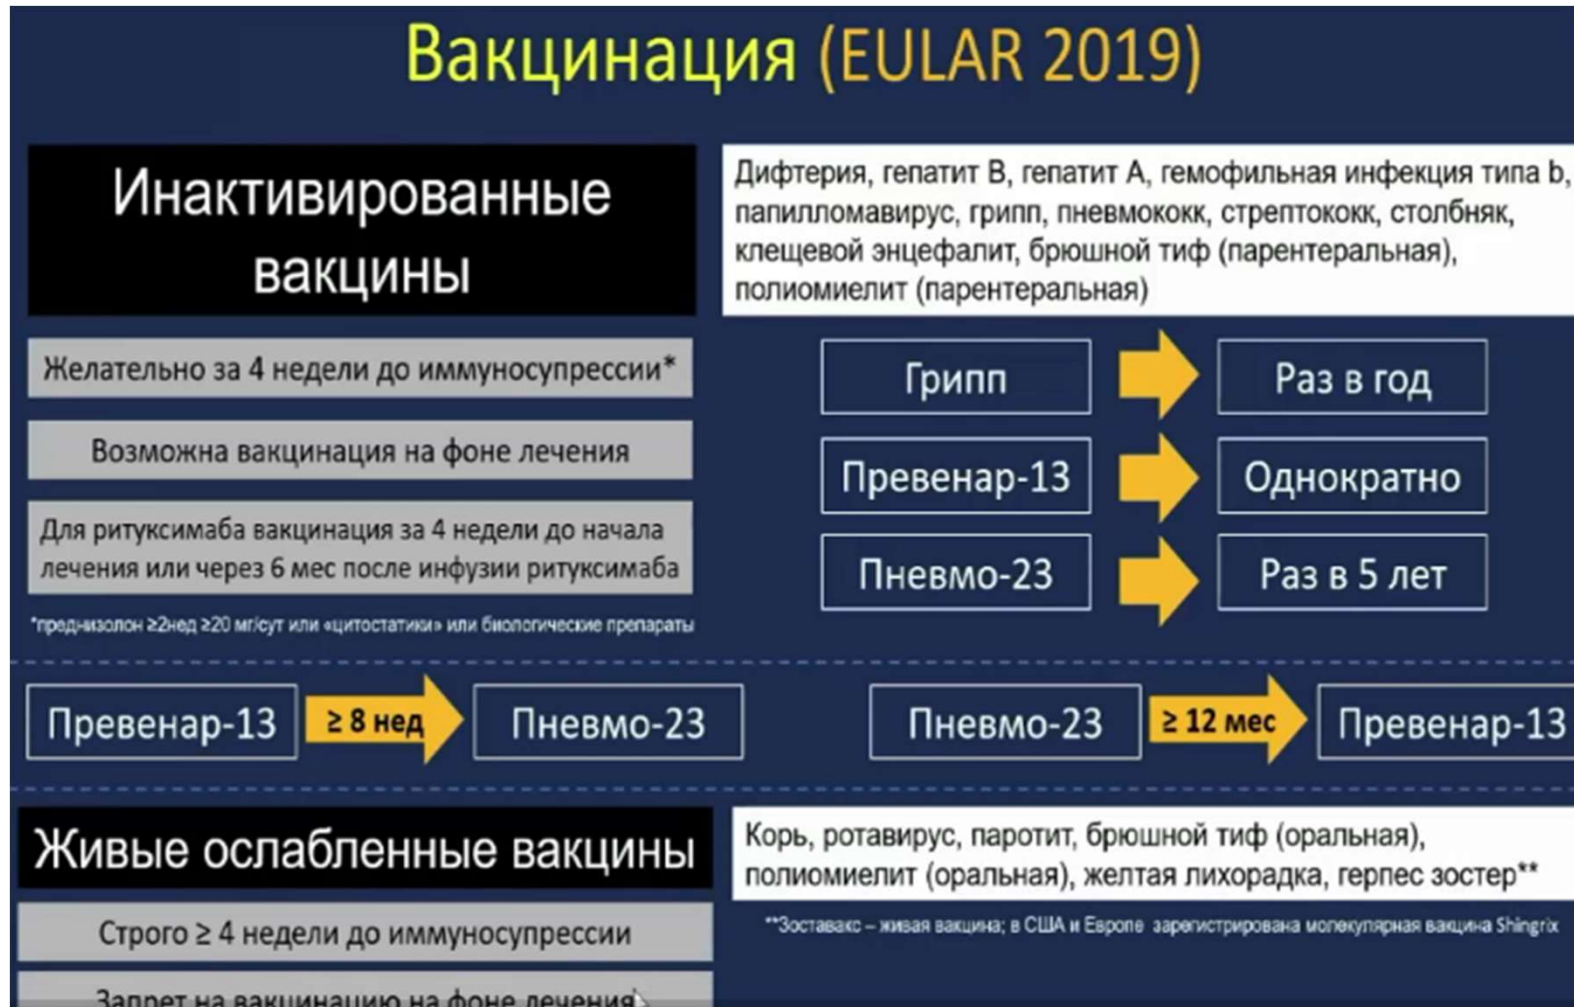 Вакцинация (EULAR 2019)
Инактивированные
вакцины
Дифтерия, гепатит В, гепатит А, гемофильная инфекция типа b,
папилломавирус, грипп, пневмококк, стрептококк, столбняк,
клещевой энцефалит, брюшной тиф (парентеральная),
полиомиелит (парентеральная)
Желательно за 4 недели до иммуносупрессии*
Возможна вакцинация на фоне лечения
Для ритуксимаба вакцинация за 4 недели до начала
лечения или через 6 мес после инфузии ритуксимаба
*преднизолон ≥2нед ≥20 мг/сут или «цитостатики» или биологические препараты
Грипп
Раз в год
Превенар-13
Однократно
Пневмо-23
Раз в 5 лет
Превенар-13
≥ 8 нед
Пневмо-23
Пневмо-23
≥ 12 мес
Превенар-13
Живые ослабленные вакцины
Корь, ротавирус, паротит, брюшной тиф (оральная),
полиомиелит (оральная), желтая лихорадка, герпес зостер**
**Зоставакс – живая вакцина; в США и Европе зарегистрирована молекулярная вакцина Shingrix
Строго ≥ 4 недели до иммуносупрессии
Запрет на вакцинацию на фоне лечения